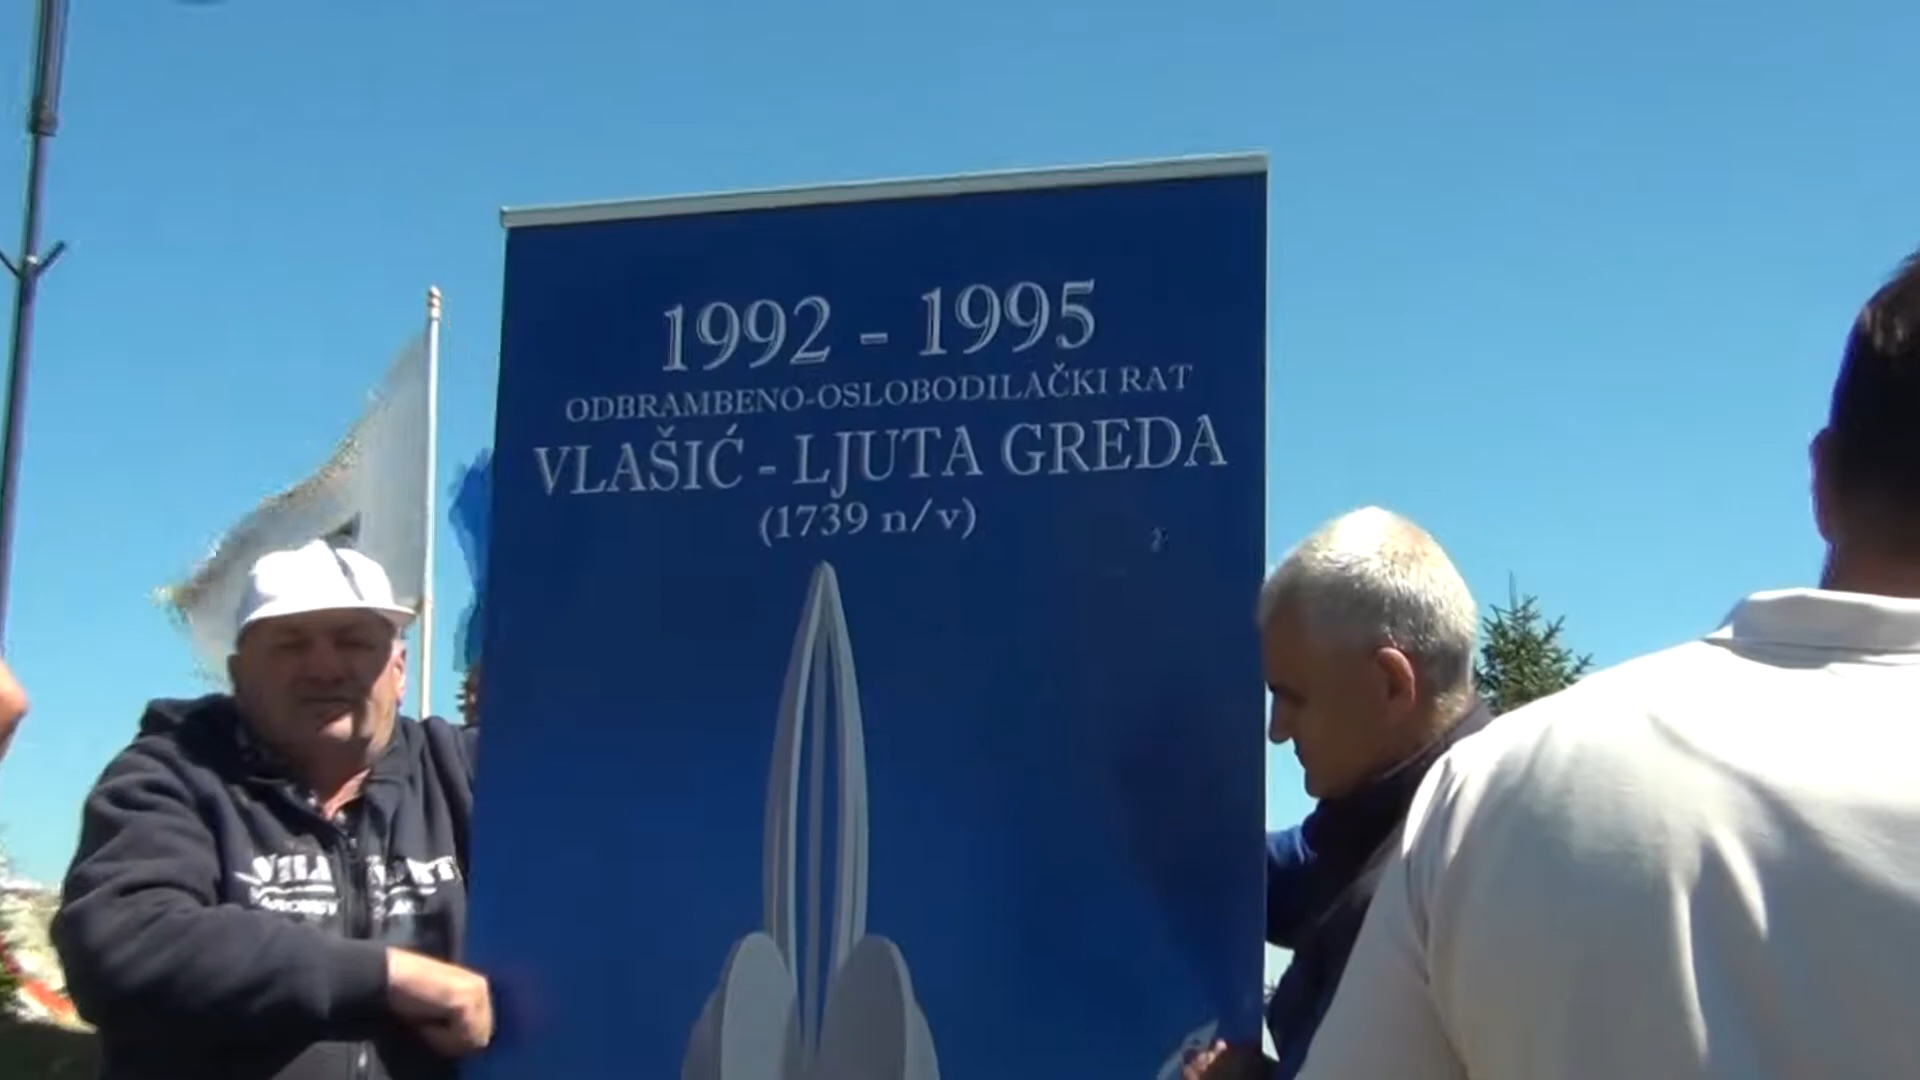 1992 - 1995
ODBRAMBENO-OSLOBODILAČKI RAT
VLAŠIĆ - LJUTA GREDA
(1739 n/v)